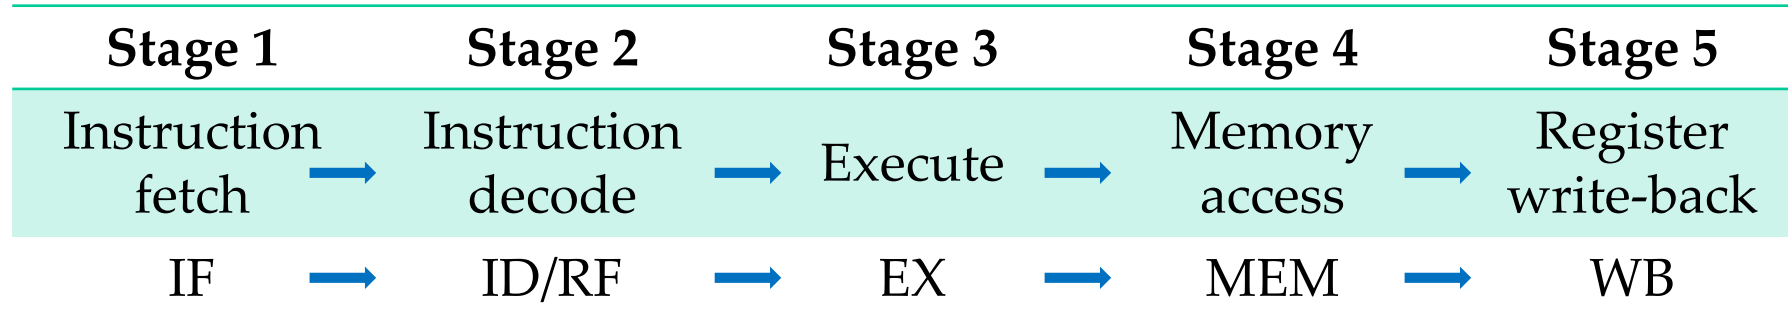 Stage 1 Stage 2 Stage 3 Stage 4 Stage 5
Instruction fetch Instruction decode Execute Memory access Register write-back
IF ID/RF EX MEM WB